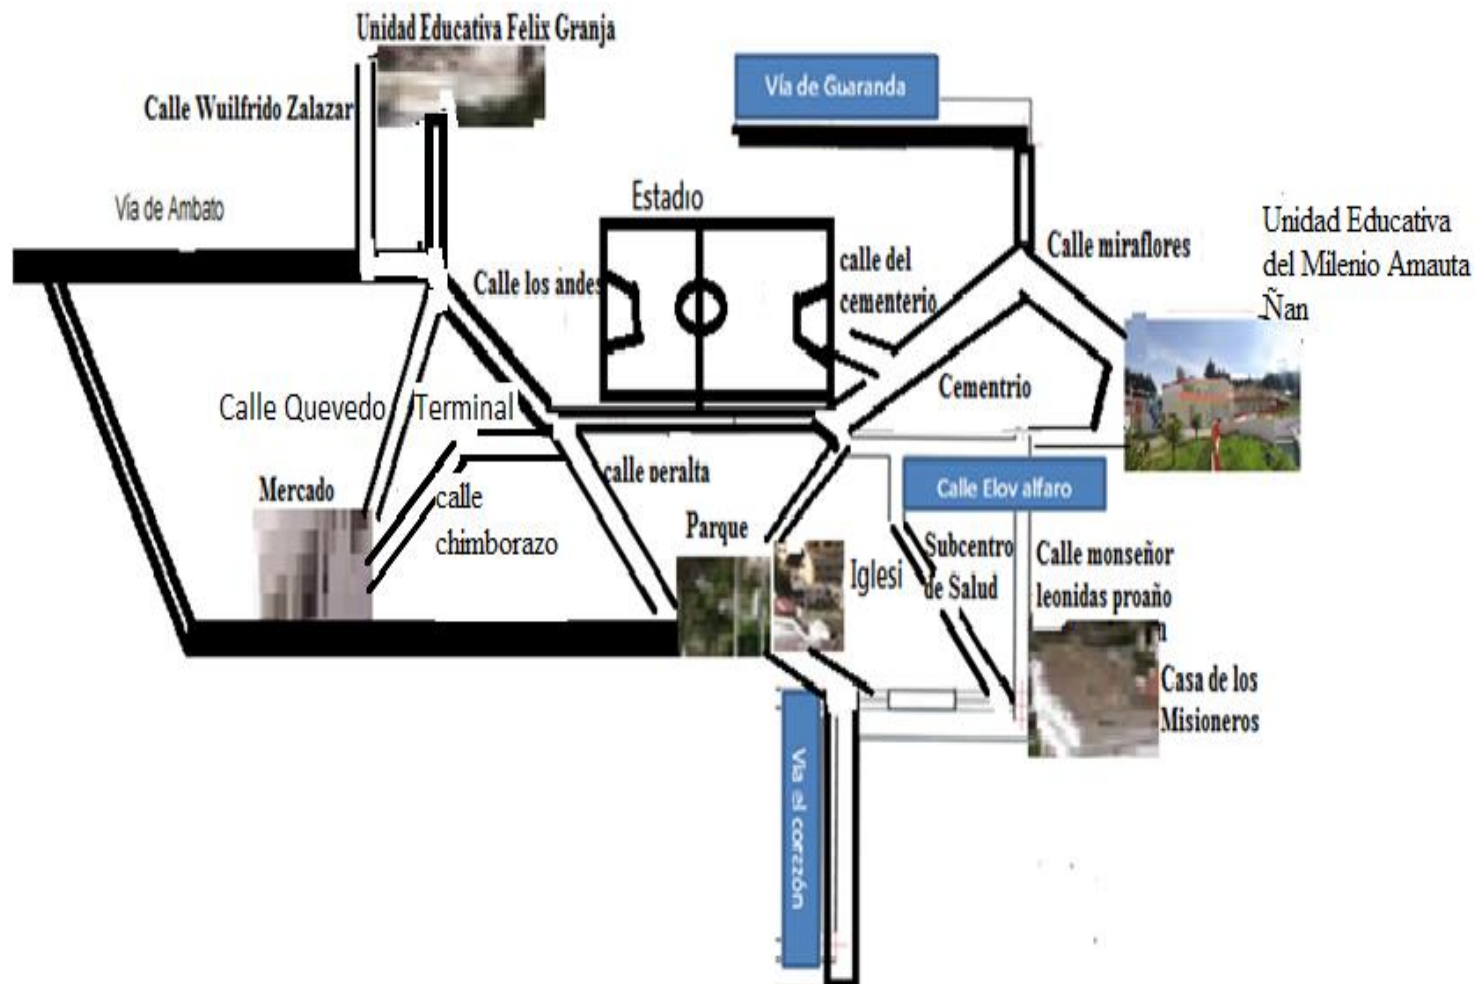 Unidad Educativa Felix Granja
Vía de Guaranda
Calle Wuilfrido Zalazar
Vía de Ambato
Estadio
Calle miraflores
Unidad Educativa
del Milenio Amauta
Ñan
calle del
cementerio
Calle los andes
Cementrio
Calle Quevedo
Terminal
calle peralta
Mercado
calle
chimborazo
Calle Eloy alfaro
Parque
Iglesi
Subcentro
de Salud
Calle monseñor
leonidas proaño
n
Casa de los
Misioneros
Vía el corazón